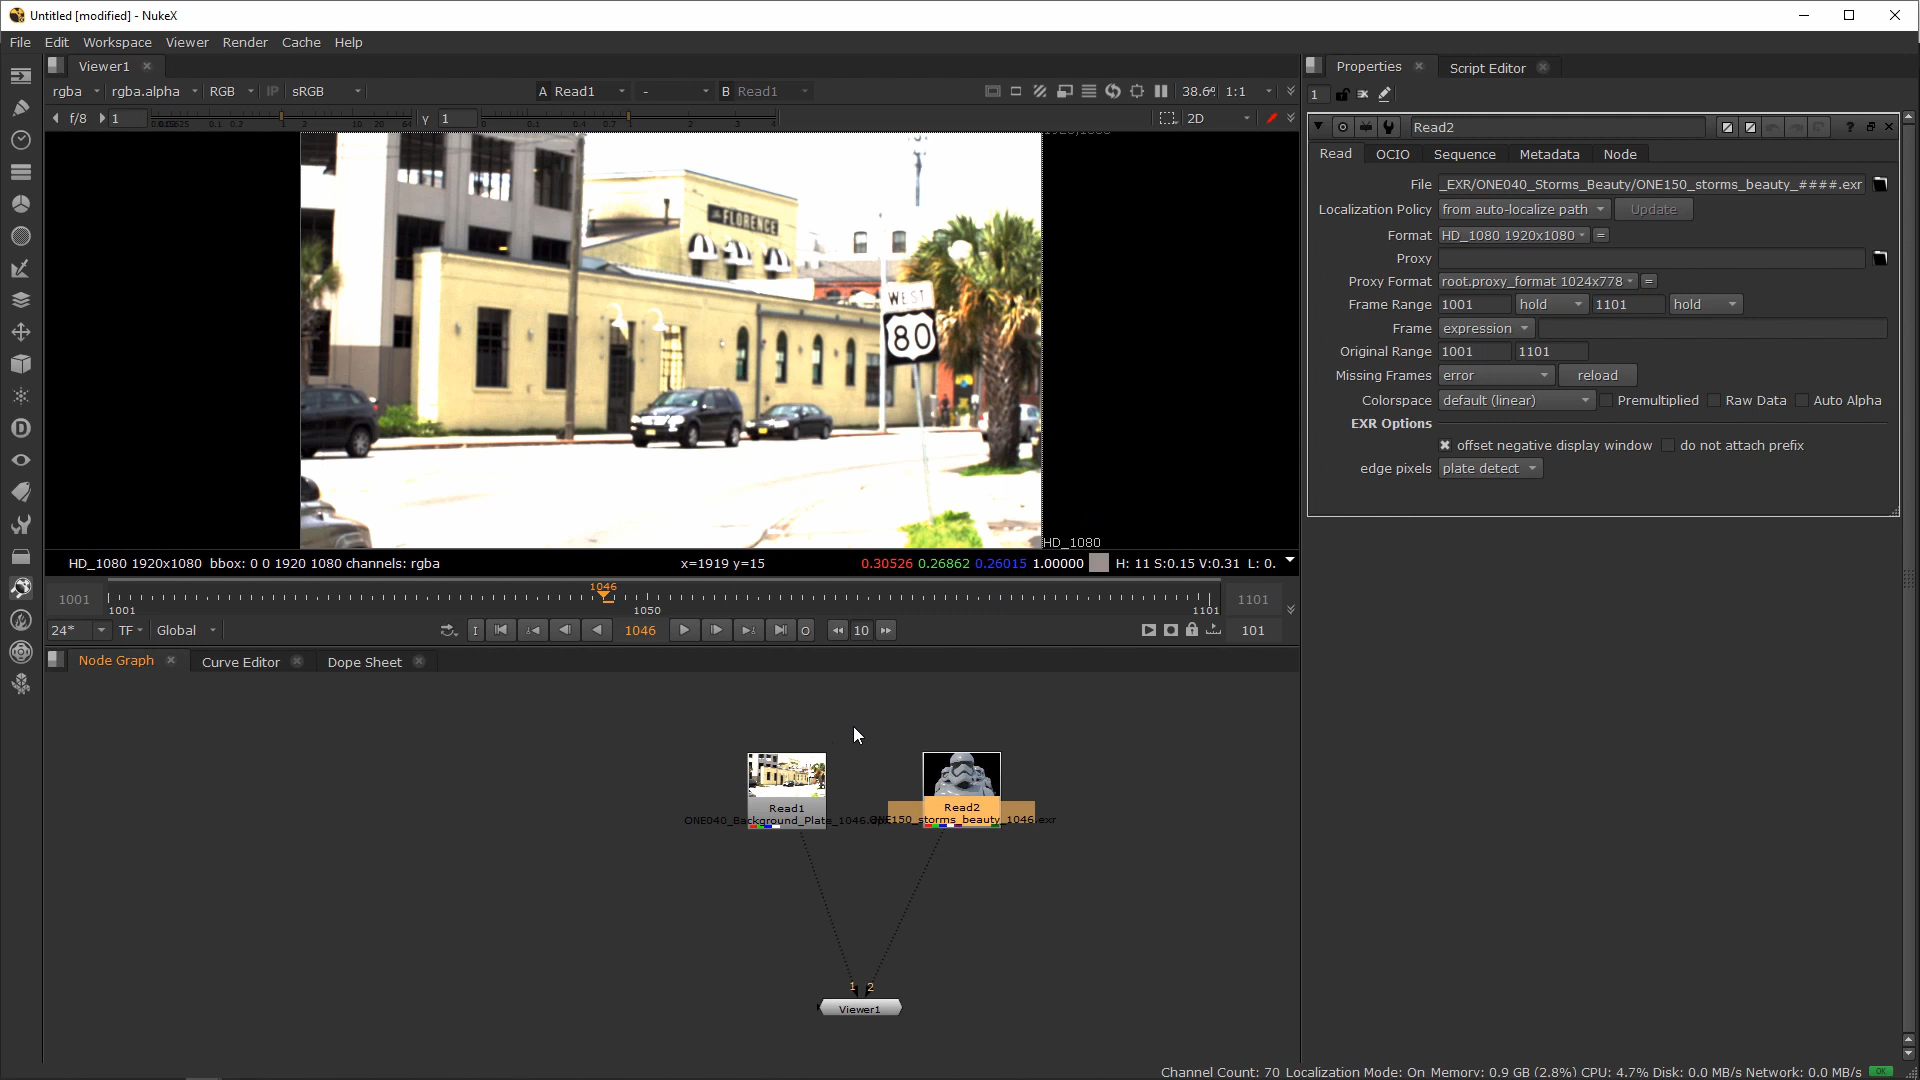 Untitled [modified] - NukeX
File Edit Workspace Viewer Render Cache Help
Viewer1
rgba rgba.alpha RGB IP sRGB A Read1 - B Read1 38.6% 1:1
f/8 1 γ 1 2D
FLORENCE
WEST
80
HD_1080
HD_1080 1920x1080 bbox: 0 0 1920 1080 channels: rgba x=1919 y=15 0.30526 0.26862 0.26015 1.00000 H: 11 S:0.15 V:0.31 L: 0.
1001 1046 1101
1001 1050 1101
24* TF Global I 1046 O 10 101
Node Graph Curve Editor Dope Sheet
Read1
Read2
ONE040_Background_Plate_1046.
ONE150_storms_beauty_1046.exr
1 2
Viewer1
Properties Script Editor
1
Read2
Read OCIO Sequence Metadata Node
File _EXR/ONE040_Storms_Beauty/ONE150_storms_beauty_####.exr
Localization Policy from auto-localize path Update
Format HD_1080 1920x1080 =
Proxy
Proxy Format root.proxy_format 1024x778 =
Frame Range 1001 hold 1101 hold
Frame expression
Original Range 1001 1101
Missing Frames error reload
Colorspace default (linear) Premultiplied Raw Data Auto Alpha
EXR Options
offset negative display window do not attach prefix
edge pixels plate detect
Channel Count: 70 Localization Mode: On Memory: 0.9 GB (2.8%) CPU: 4.7% Disk: 0.0 MB/s Network: 0.0 MB/s OK